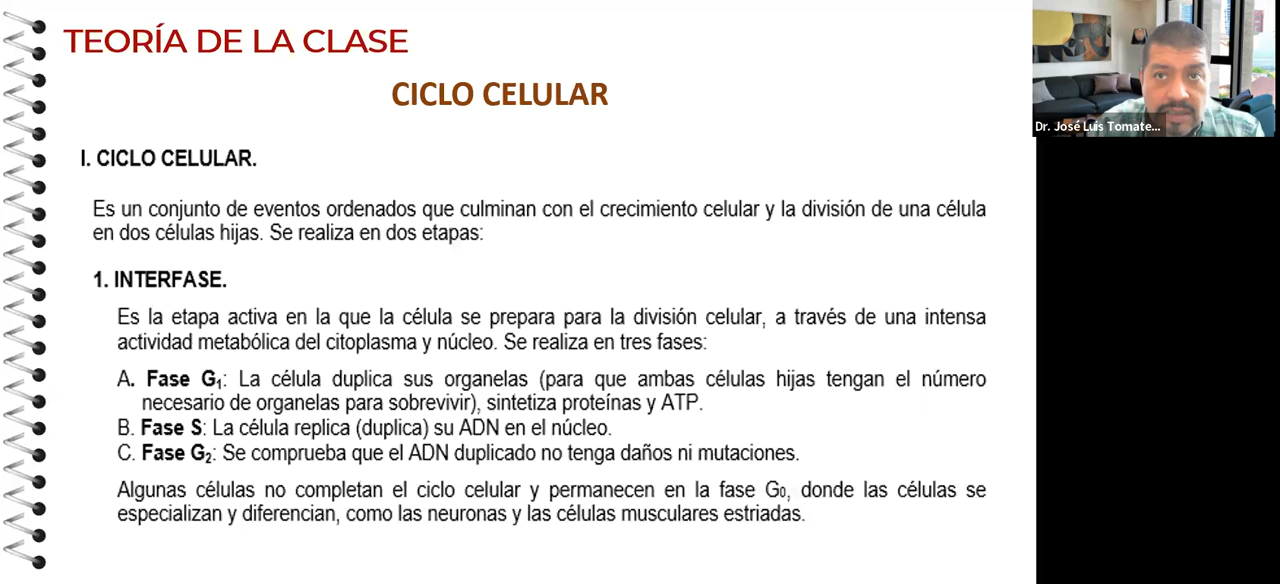 TEORÍA DE LA CLASE
CICLO CELULAR
I. CICLO CELULAR.
Es un conjunto de eventos ordenados que culminan con el crecimiento celular y la división de una célula
en dos células hijas. Se realiza en dos etapas:
1. INTERFASE.
Es la etapa activa en la que la célula se prepara para la división celular, a través de una intensa
actividad metabólica del citoplasma y núcleo. Se realiza en tres fases:
A. Fase G₁: La célula duplica sus organelas (para que ambas células hijas tengan el número
necesario de organelas para sobrevivir), sintetiza proteínas y ATP.
B. Fase S: La célula replica (duplica) su ADN en el núcleo.
C. Fase G₂: Se comprueba que el ADN duplicado no tenga daños ni mutaciones.
Algunas células no completan el ciclo celular y permanecen en la fase G₀, donde las células se
especializan y diferencian, como las neuronas y las células musculares estriadas.
Dr. José Luis Tomate...